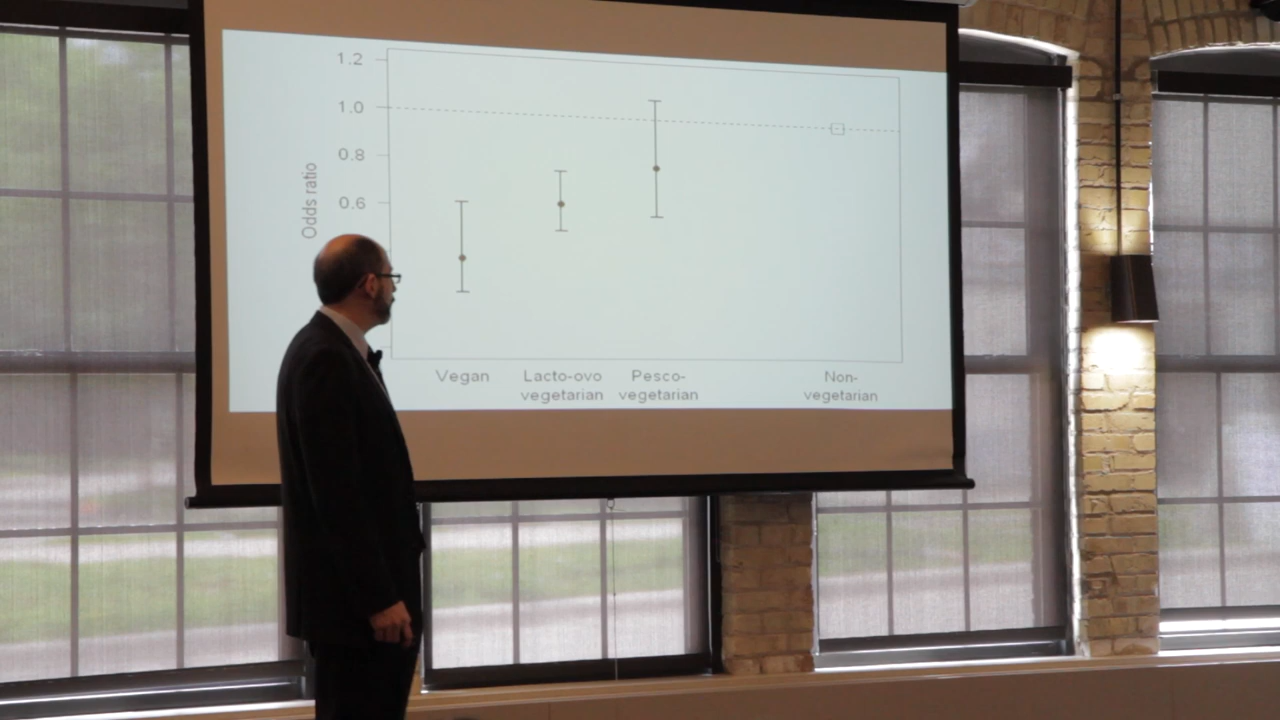 1.2
1.0
0.8
0.6
Odds ratio
Vegan
Lacto-ovo
vegetarian
Pesco-
vegetarian
Non-
vegetarian